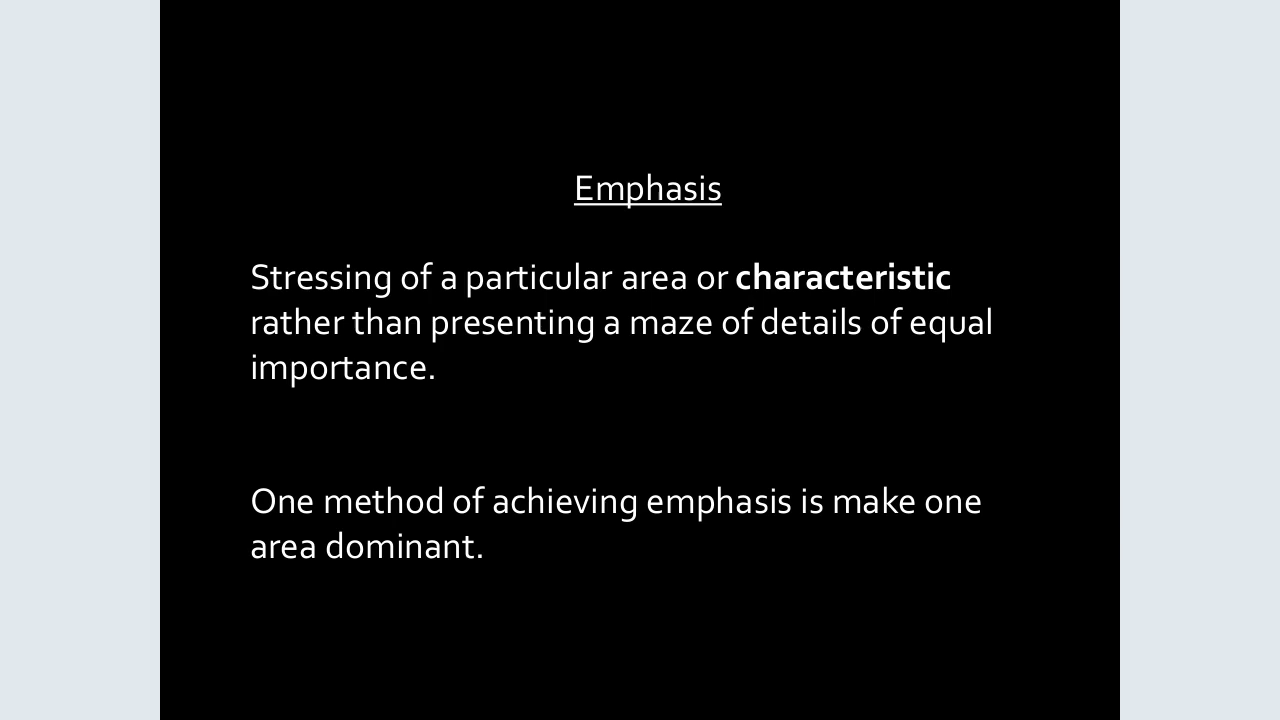 Emphasis
Stressing of a particular area or characteristic
rather than presenting a maze of details of equal
importance.
One method of achieving emphasis is make one
area dominant.